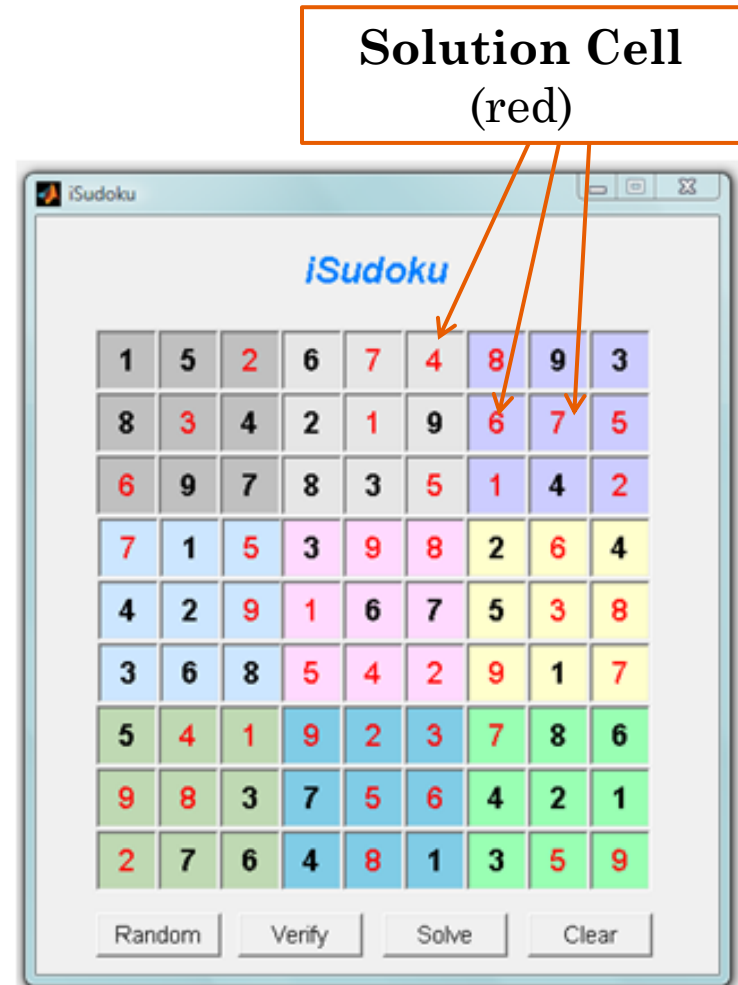 Solution Cell
(red)
iSudoku
iSudoku
1 5 2 6 7 4 8 9 3
8 3 4 2 1 9 6 7 5
6 9 7 8 3 5 1 4 2
7 1 5 3 9 8 2 6 4
4 2 9 1 6 7 5 3 8
3 6 8 5 4 2 9 1 7
5 4 1 9 2 3 7 8 6
9 8 3 7 5 6 4 2 1
2 7 6 4 8 1 3 5 9
Random Verify Solve Clear